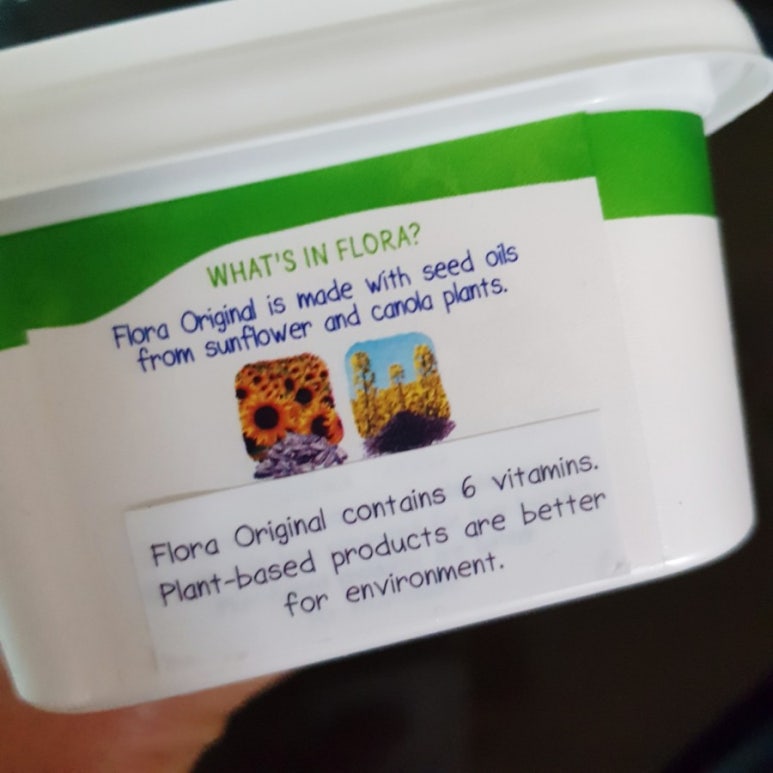 WHAT'S IN FLORA?
Flora Original is made with seed oils
from sunflower and canola plants.
Flora Original contains 6 vitamins.
Plant-based products are better
for environment.